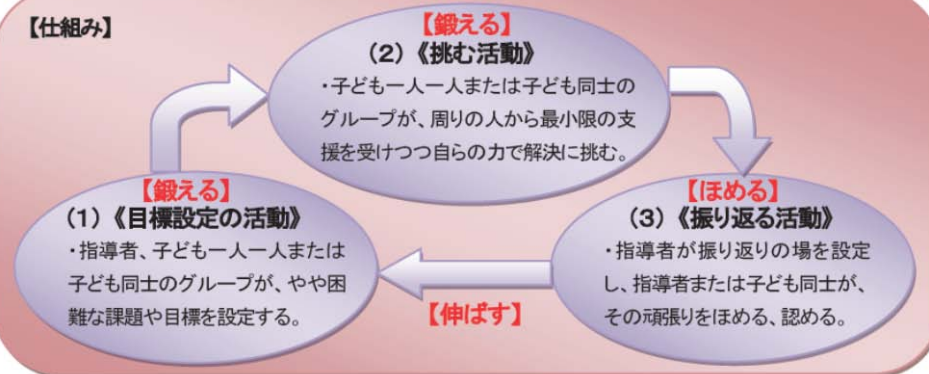 【仕組み】
【鍛える】
（2）《挑む活動》
・子ども一人一人または子ども同士の
グループが、周りの人から最小限の支
援を受けつつ自らの力で解決に挑む。
【鍛える】
（1）《目標設定の活動》
・指導者、子ども一人一人または
子ども同士のグループが、やや困
難な課題や目標を設定する。
【ほめる】
（3）《振り返る活動》
・指導者が振り返りの場を設定
し、指導者または子ども同士が、
その頑張りをほめる、認める。
【伸ばす】